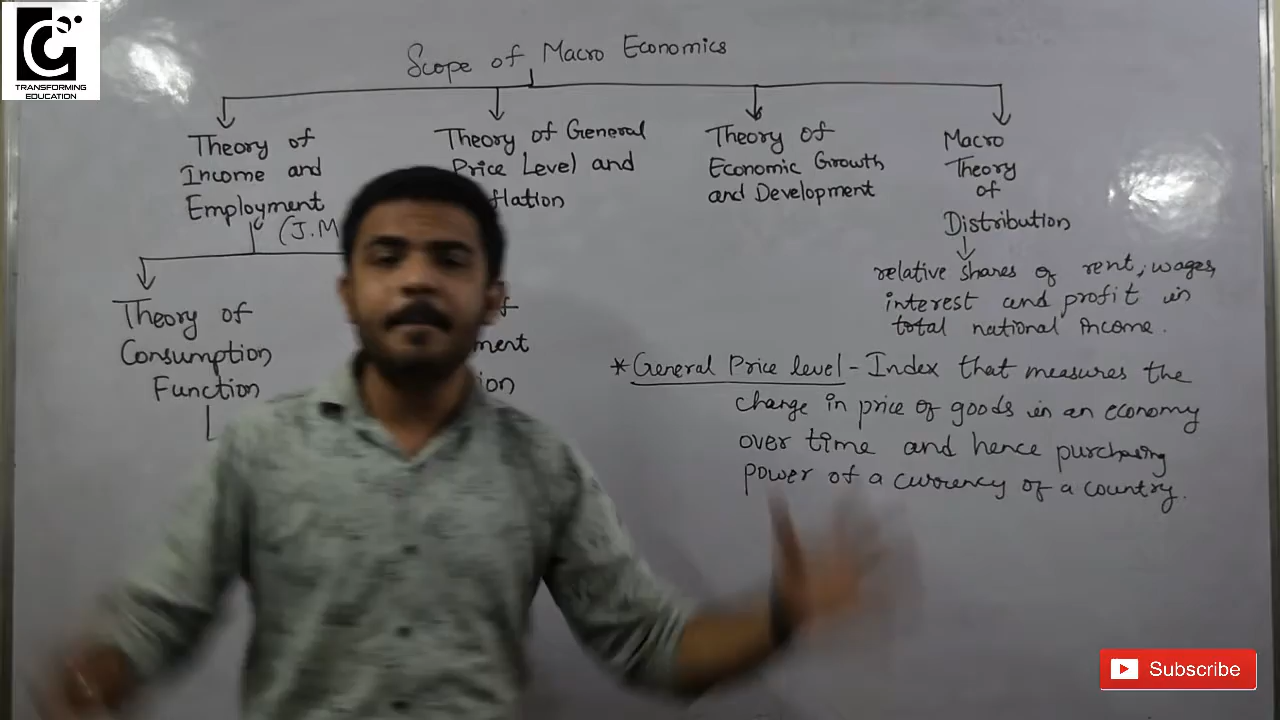 TRANSFORMING
EDUCATION
Scope of Macro Economics
Theory of
Income and
Employment
(J.M
Theory of General
Price Level and
flation
Theory of
Economic Growth
and Development
Macro
Theory
of
Distribution
relative shares of rent, wages,
interest and profit in
total national income.
Theory of
Consumption
Function
ment
ion
*General Price level - Index that measures the
change in price of goods in an economy
over time and hence purchasing
power of a currency of a country.
Subscribe